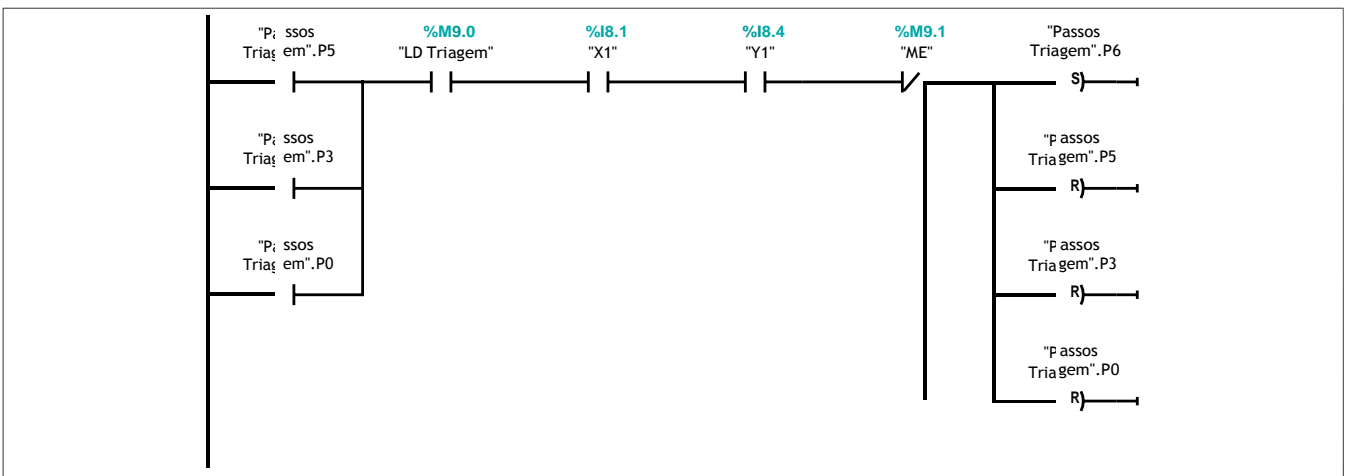 "Passos %M9.0 %I8.1 %I8.4 %M9.1 "Passos
Triagem".P5 "LD Triagem" "X1" "Y1" "ME" Triagem".P6
S
"Passos "Passos
Triagem".P3 Triagem".P5
R
"Passos "Passos
Triagem".P0 Triagem".P3
R
"Passos
Triagem".P0
R